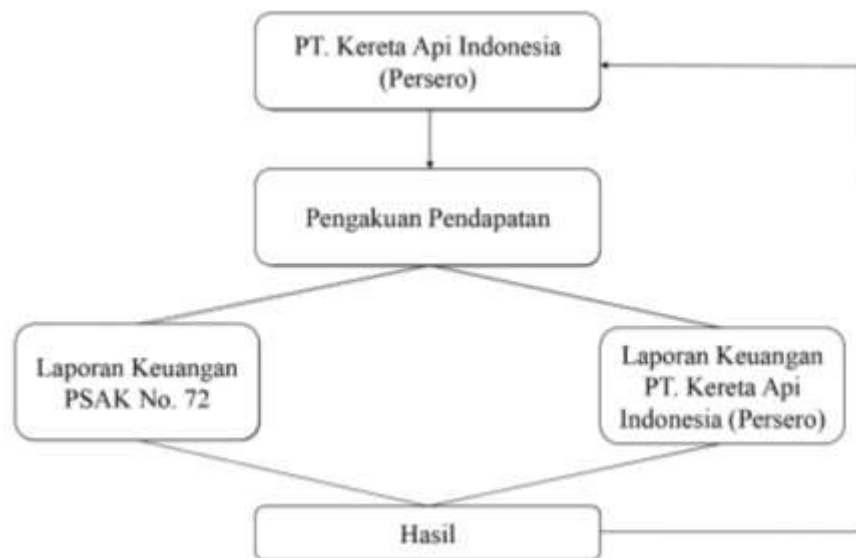 PT. Kereta Api Indonesia
(Persero)
Pengakuan Pendapatan
Laporan Keuangan
PSAK No. 72
Laporan Keuangan
PT. Kereta Api
Indonesia (Persero)
Hasil